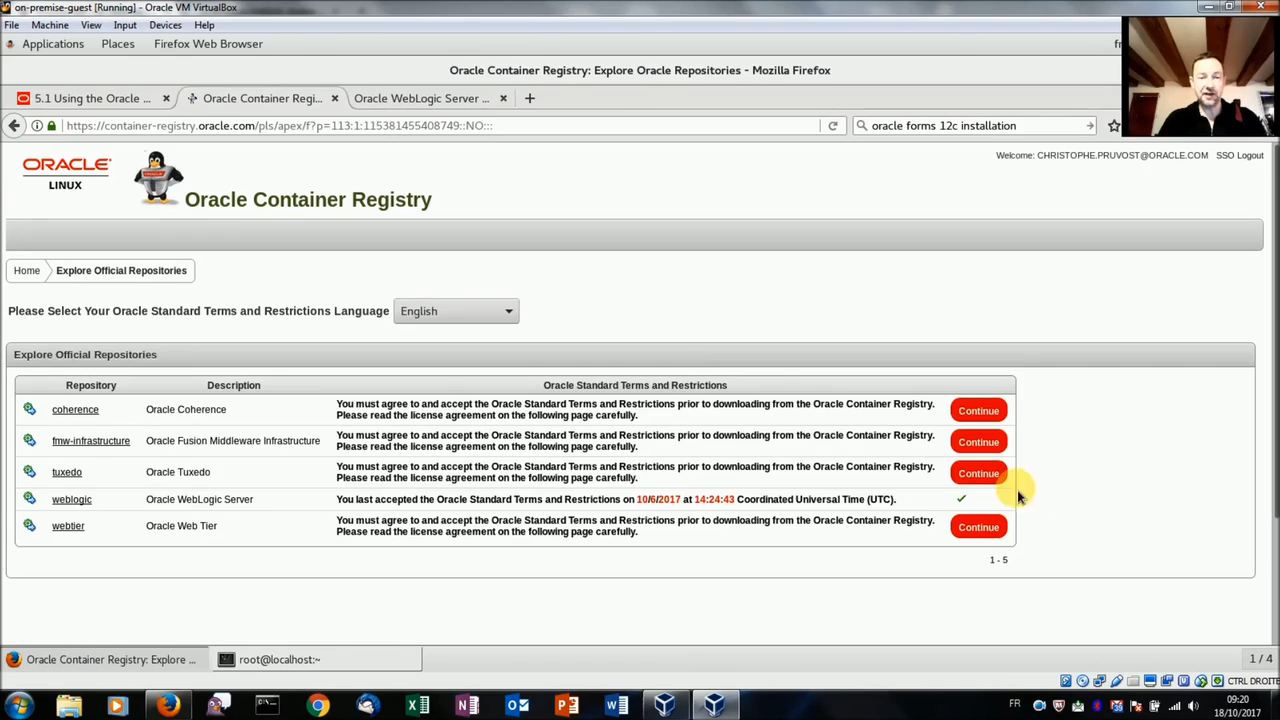 on-premise-guest [Running] - Oracle VM VirtualBox
File Machine View Input Devices Help
Applications Places Firefox Web Browser
Oracle Container Registry: Explore Oracle Repositories - Mozilla Firefox
5.1 Using the Oracle ... × Oracle Container Regi... × Oracle WebLogic Server ... × +
https://container-registry.oracle.com/pls/apex/f?p=113:1:115381455408749::NO:::
oracle forms 12c installation
ORACLE
LINUX
Oracle Container Registry
Welcome: CHRISTOPHE.PRUVOST@ORACLE.COM SSO Logout
Home Explore Official Repositories
Please Select Your Oracle Standard Terms and Restrictions Language English
Explore Official Repositories
Repository Description Oracle Standard Terms and Restrictions
coherence Oracle Coherence You must agree to and accept the Oracle Standard Terms and Restrictions prior to downloading from the Oracle Container Registry.
Please read the license agreement on the following page carefully. Continue
fmw-infrastructure Oracle Fusion Middleware Infrastructure You must agree to and accept the Oracle Standard Terms and Restrictions prior to downloading from the Oracle Container Registry.
Please read the license agreement on the following page carefully. Continue
tuxedo Oracle Tuxedo You must agree to and accept the Oracle Standard Terms and Restrictions prior to downloading from the Oracle Container Registry.
Please read the license agreement on the following page carefully. Continue
weblogic Oracle WebLogic Server You last accepted the Oracle Standard Terms and Restrictions on 10/6/2017 at 14:24:43 Coordinated Universal Time (UTC).
webtier Oracle Web Tier You must agree to and accept the Oracle Standard Terms and Restrictions prior to downloading from the Oracle Container Registry.
Please read the license agreement on the following page carefully. Continue
1 - 5
Oracle Container Registry: Explore ... root@localhost:~ 1 / 4
CTRL DROITE
FR 09:20
18/10/2017